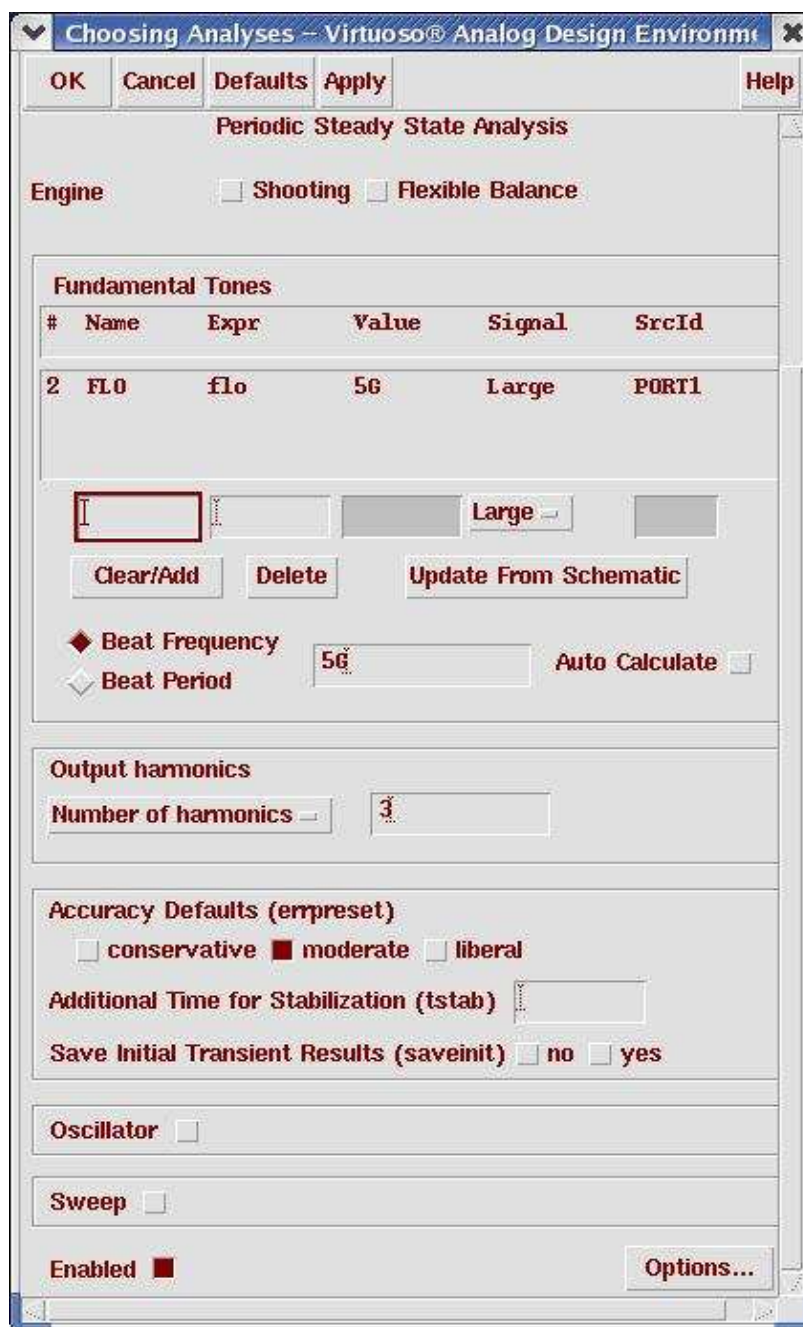 Choosing Analyses -- Virtuoso® Analog Design Environme
OK Cancel Defaults Apply Help
Periodic Steady State Analysis
Engine Shooting Flexible Balance
Fundamental Tones
# Name Expr Value Signal SrcId
2 FLO flo 5G Large PORT1
Large
Clear/Add Delete Update From Schematic
Beat Frequency
5G Auto Calculate
Beat Period
Output harmonics
Number of harmonics 3
Accuracy Defaults (errpreset)
conservative moderate liberal
Additional Time for Stabilization (tstab)
Save Initial Transient Results (saveinit) no yes
Oscillator
Sweep
Enabled Options...